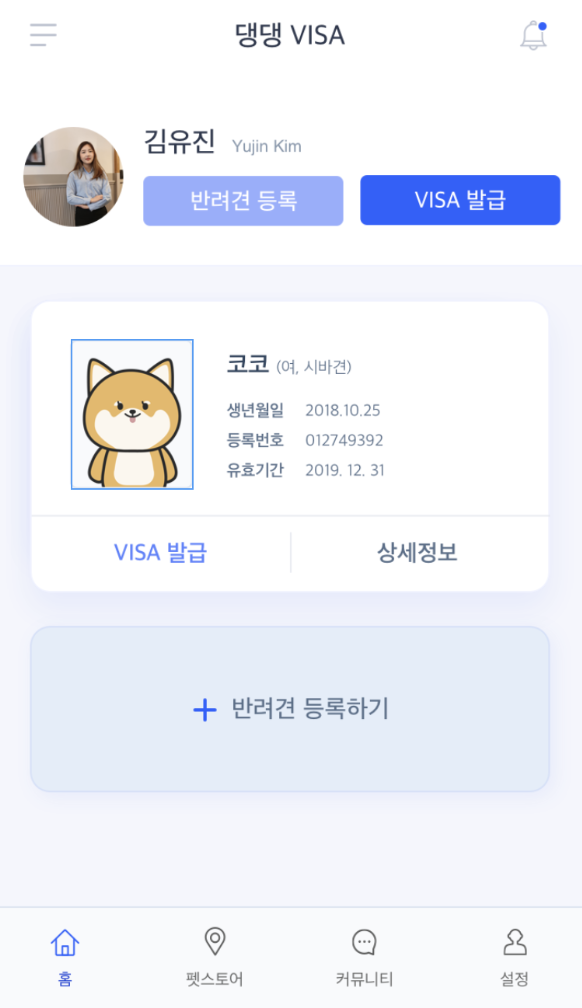 댕댕 VISA
김유진 Yujin Kim
반려견 등록 VISA 발급
코코 (여, 시바견)
생년월일 2018.10.25
등록번호 012749392
유효기간 2019. 12. 31
VISA 발급 상세정보
+ 반려견 등록하기
홈 펫스토어 커뮤니티 설정